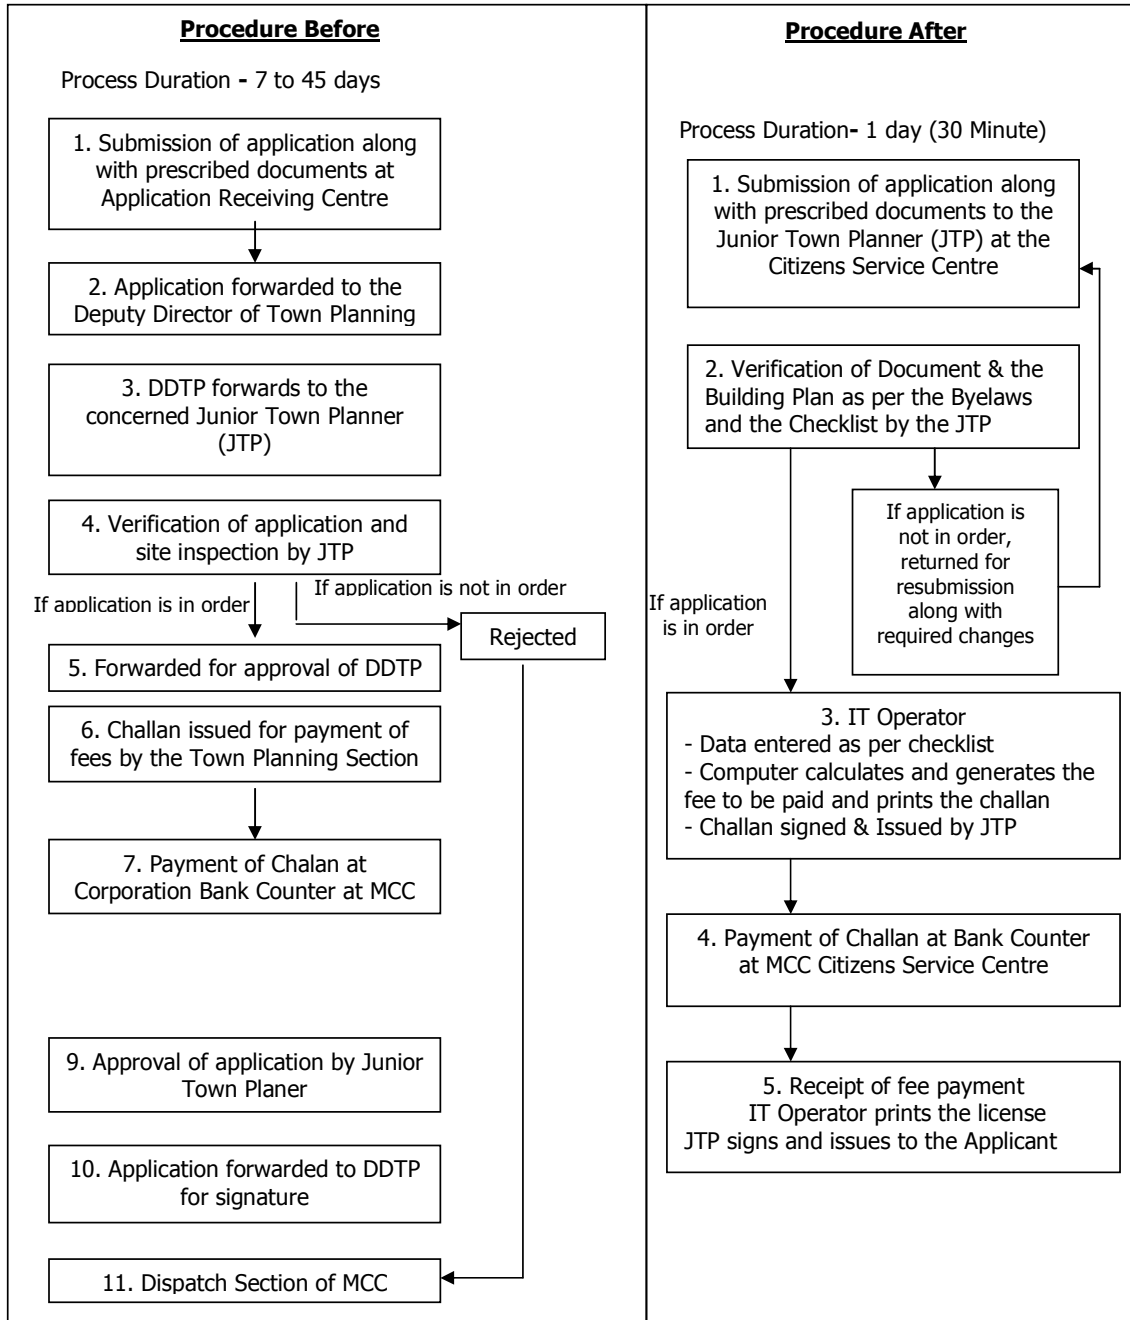 Procedure Before
Process Duration - 7 to 45 days
1. Submission of application along
with prescribed documents at
Application Receiving Centre
2. Application forwarded to the
Deputy Director of Town Planning
3. DDTP forwards to the
concerned Junior Town Planner
(JTP)
4. Verification of application and
site inspection by JTP
If application is in order
If application is not in order
Rejected
5. Forwarded for approval of DDTP
6. Challan issued for payment of
fees by the Town Planning Section
7. Payment of Chalan at
Corporation Bank Counter at MCC
9. Approval of application by Junior
Town Planer
10. Application forwarded to DDTP
for signature
11. Dispatch Section of MCC
Procedure After
Process Duration- 1 day (30 Minute)
1. Submission of application along
with prescribed documents to the
Junior Town Planner (JTP) at the
Citizens Service Centre
2. Verification of Document & the
Building Plan as per the Byelaws
and the Checklist by the JTP
If application is
not in order,
returned for
resubmission
along with
required changes
If application
is in order
3. IT Operator
- Data entered as per checklist
- Computer calculates and generates the
fee to be paid and prints the challan
- Challan signed & Issued by JTP
4. Payment of Challan at Bank Counter
at MCC Citizens Service Centre
5. Receipt of fee payment
IT Operator prints the license
JTP signs and issues to the Applicant